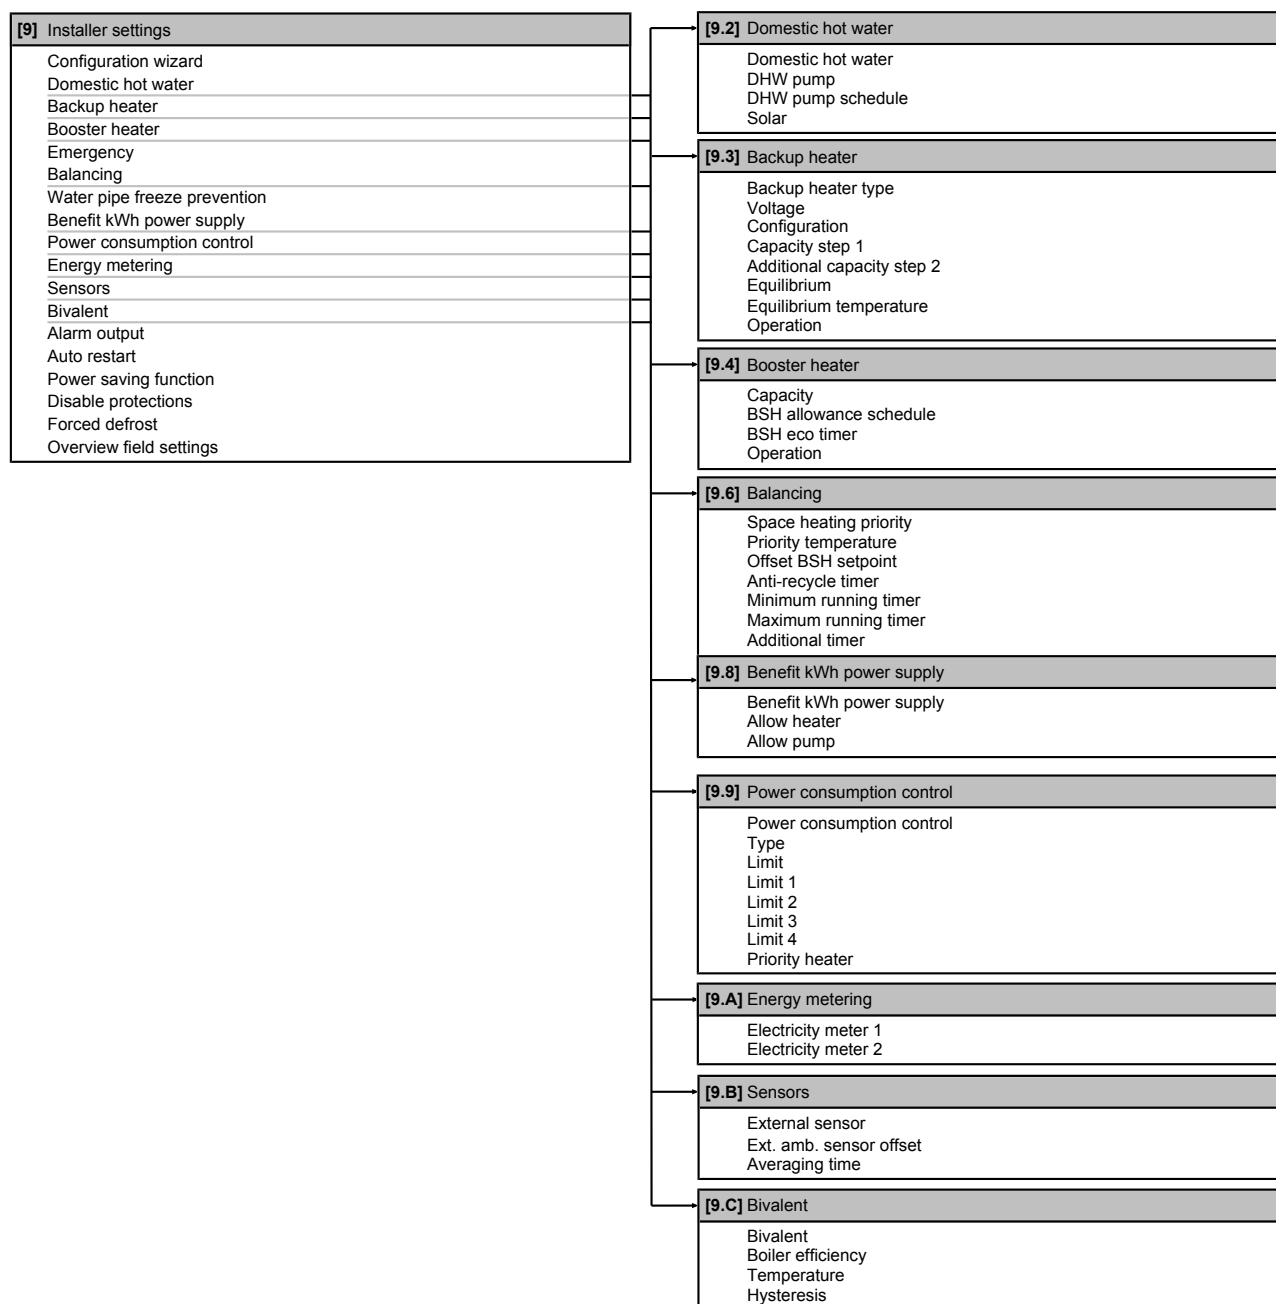 [9] Installer settings
Configuration wizard
Domestic hot water
Backup heater
Booster heater
Emergency
Balancing
Water pipe freeze prevention
Benefit kWh power supply
Power consumption control
Energy metering
Sensors
Bivalent
Alarm output
Auto restart
Power saving function
Disable protections
Forced defrost
Overview field settings
[9.2] Domestic hot water
Domestic hot water
DHW pump
DHW pump schedule
Solar
[9.3] Backup heater
Backup heater type
Voltage
Configuration
Capacity step 1
Additional capacity step 2
Equilibrium
Equilibrium temperature
Operation
[9.4] Booster heater
Capacity
BSH allowance schedule
BSH eco timer
Operation
[9.6] Balancing
Space heating priority
Priority temperature
Offset BSH setpoint
Anti-recycle timer
Minimum running timer
Maximum running timer
Additional timer
[9.8] Benefit kWh power supply
Benefit kWh power supply
Allow heater
Allow pump
[9.9] Power consumption control
Power consumption control
Type
Limit
Limit 1
Limit 2
Limit 3
Limit 4
Priority heater
[9.A] Energy metering
Electricity meter 1
Electricity meter 2
[9.B] Sensors
External sensor
Ext. amb. sensor offset
Averaging time
[9.C] Bivalent
Bivalent
Boiler efficiency
Temperature
Hysteresis